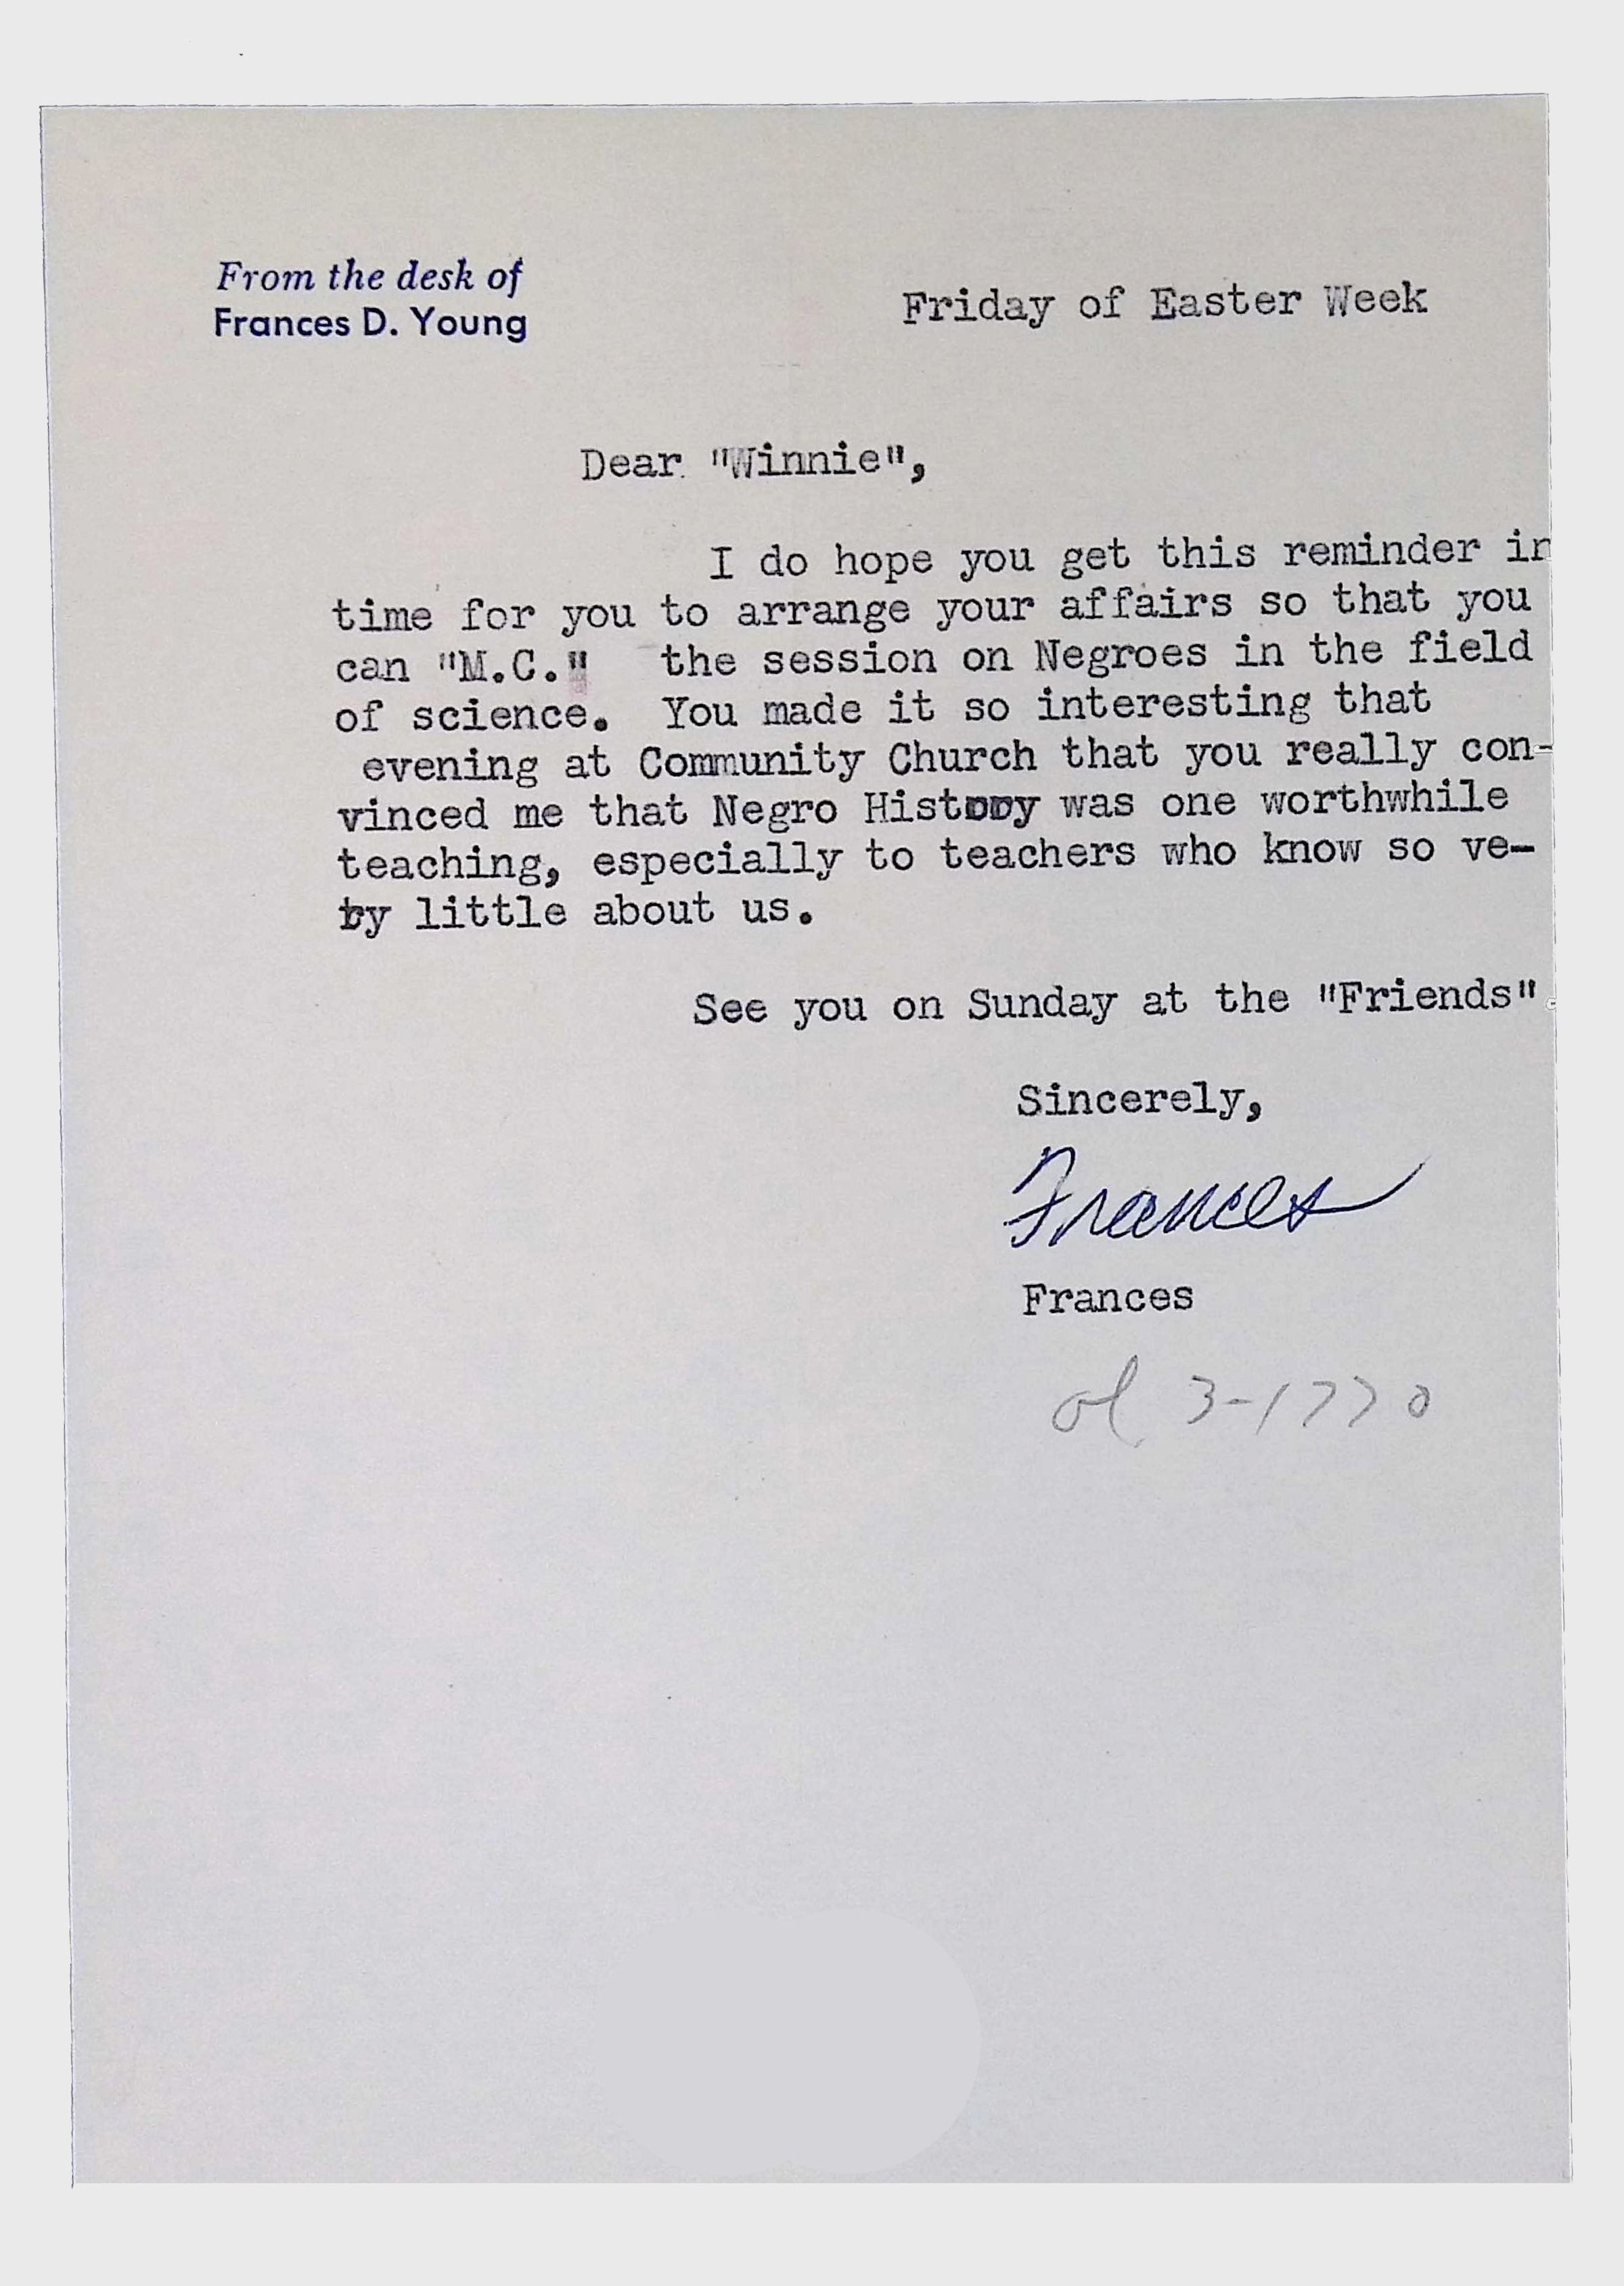 From the desk of
Frances D. Young
Friday of Easter Week
Dear "Winnie",
I do hope you get this reminder in
time for you to arrange your affairs so that you
can "M.C." the session on Negroes in the field
of science. You made it so interesting that
evening at Community Church that you really con-
vinced me that Negro History was one worthwhile
teaching, especially to teachers who know so ve-
ry little about us.
See you on Sunday at the "Friends".
Sincerely,
Frances
Frances
ol 3-1770